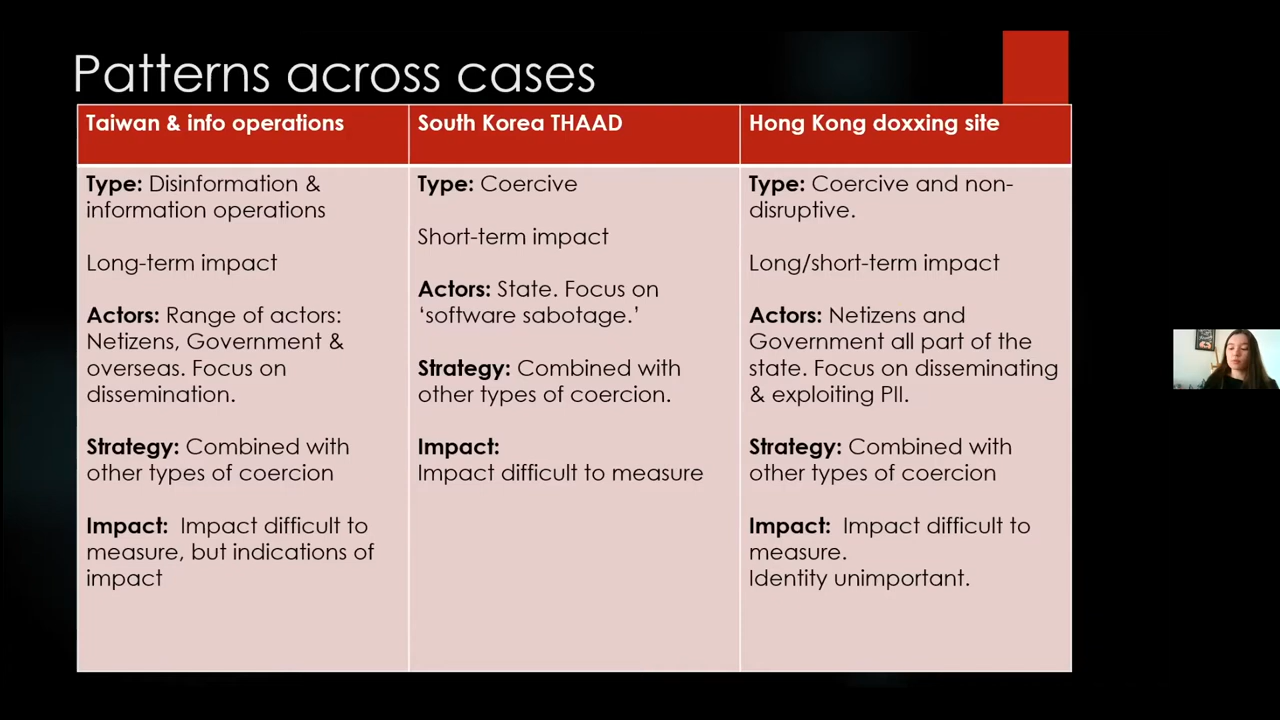 Patterns across cases
Taiwan & info operations
Type: Disinformation &
information operations
Long-term impact
Actors: Range of actors:
Netizens, Government &
overseas. Focus on
dissemination.
Strategy: Combined with
other types of coercion
Impact: Impact difficult to
measure, but indications of
impact
South Korea THAAD
Type: Coercive
Short-term impact
Actors: State. Focus on
‘software sabotage.’
Strategy: Combined with
other types of coercion.
Impact:
Impact difficult to measure
Hong Kong doxxing site
Type: Coercive and non-
disruptive.
Long/short-term impact
Actors: Netizens and
Government all part of the
state. Focus on disseminating
& exploiting PII.
Strategy: Combined with
other types of coercion
Impact: Impact difficult to
measure.
Identity unimportant.